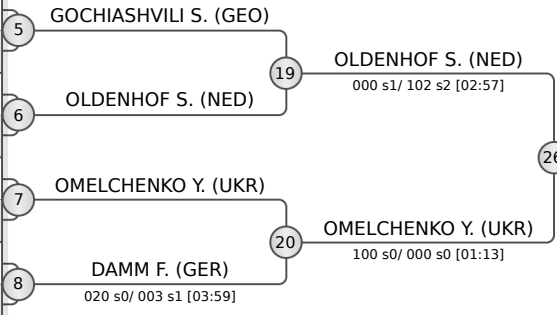 GOCHIASHVILI S. (GEO)
5
OLDENHOF S. (NED)
19
000 s1/ 102 s2 [02:57]
OLDENHOF S. (NED)
6
26
OMELCHENKO Y. (UKR)
7
OMELCHENKO Y. (UKR)
20
100 s0/ 000 s0 [01:13]
DAMM F. (GER)
8
020 s0/ 003 s1 [03:59]